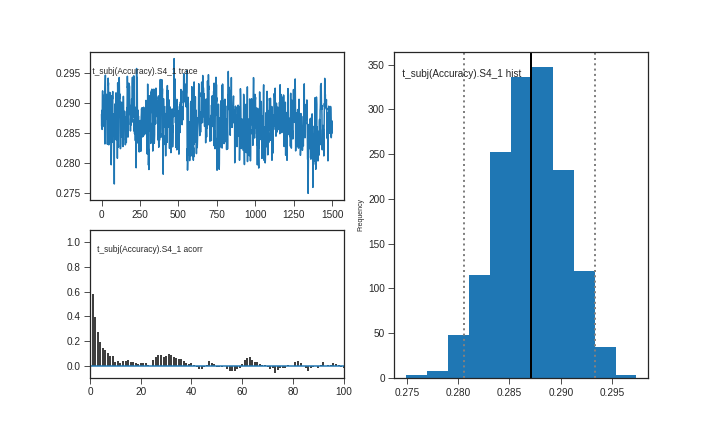 t_subj(Accuracy).S4_1 trace
0.295
0.290
0.285
0.280
0.275
0 250 500 750 1000 1250 1500
t_subj(Accuracy).S4_1 acorr
1.0
0.8
0.6
0.4
0.2
0.0
0 20 40 60 80 100
t_subj(Accuracy).S4_1 hist
Frequency
350
300
250
200
150
100
50
0
0.275 0.280 0.285 0.290 0.295